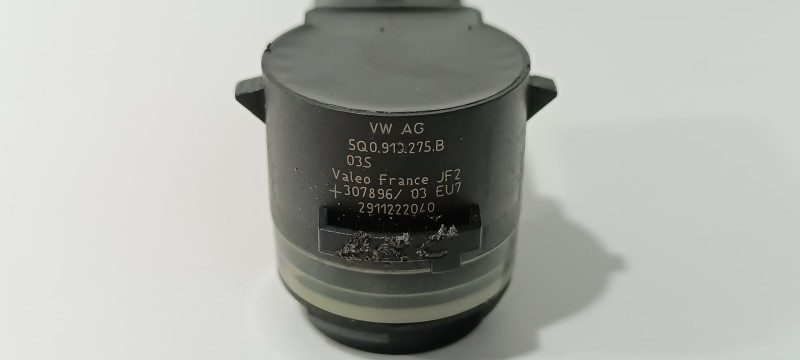 VW AG
5Q0.919.275.B
03S
Valeo France JF2
+307896/ 03 EU7
2911222040